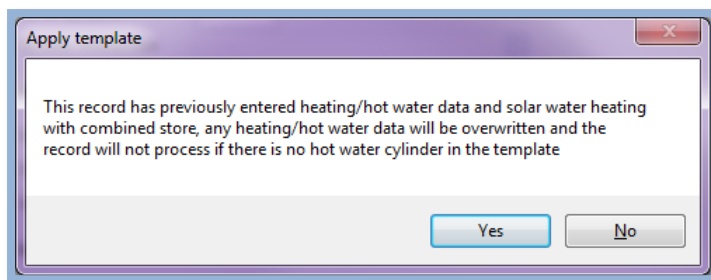 Apply template
This record has previously entered heating/hot water data and solar water heating
with combined store, any heating/hot water data will be overwritten and the
record will not process if there is no hot water cylinder in the template
Yes
No